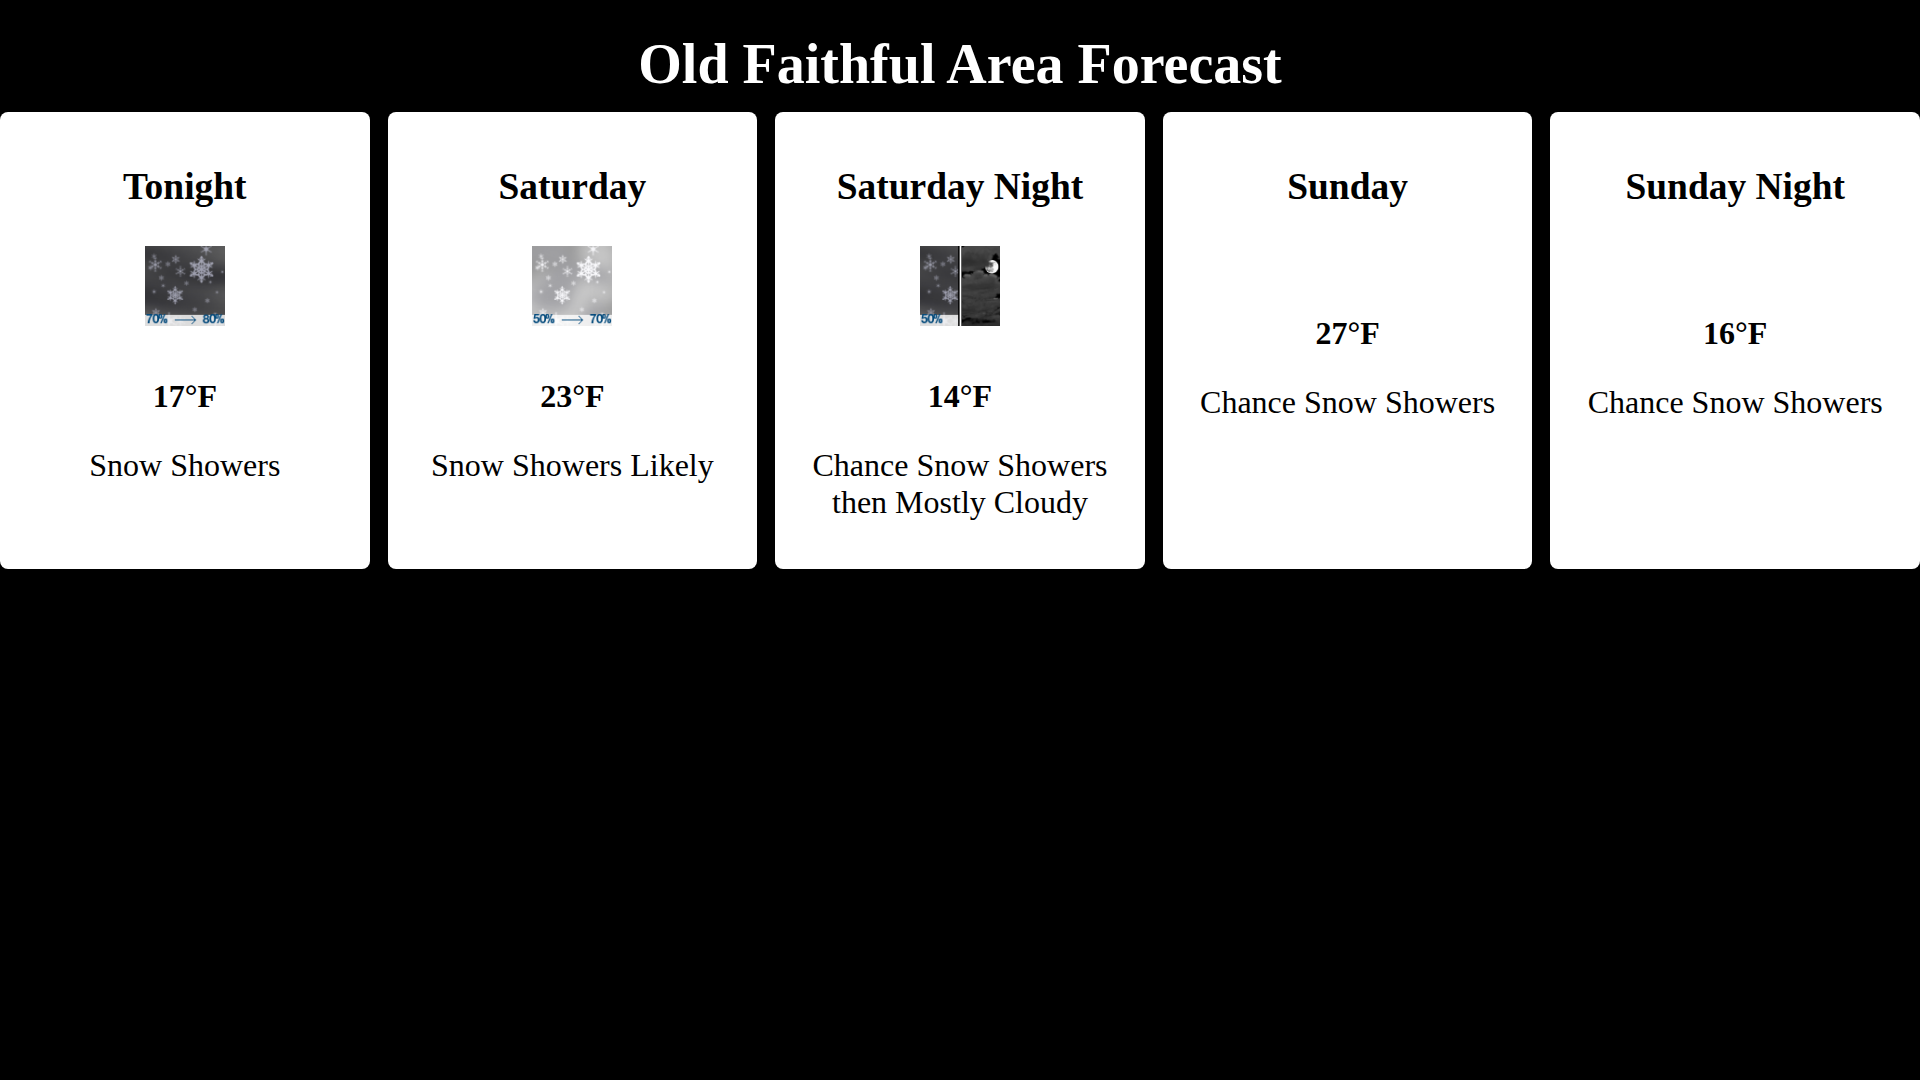 Old Faithful Area Forecast
Tonight
70% 80%
17°F
Snow Showers
Saturday
50% 70%
23°F
Snow Showers Likely
Saturday Night
50%
14°F
Chance Snow Showers
then Mostly Cloudy
Sunday
27°F
Chance Snow Showers
Sunday Night
16°F
Chance Snow Showers